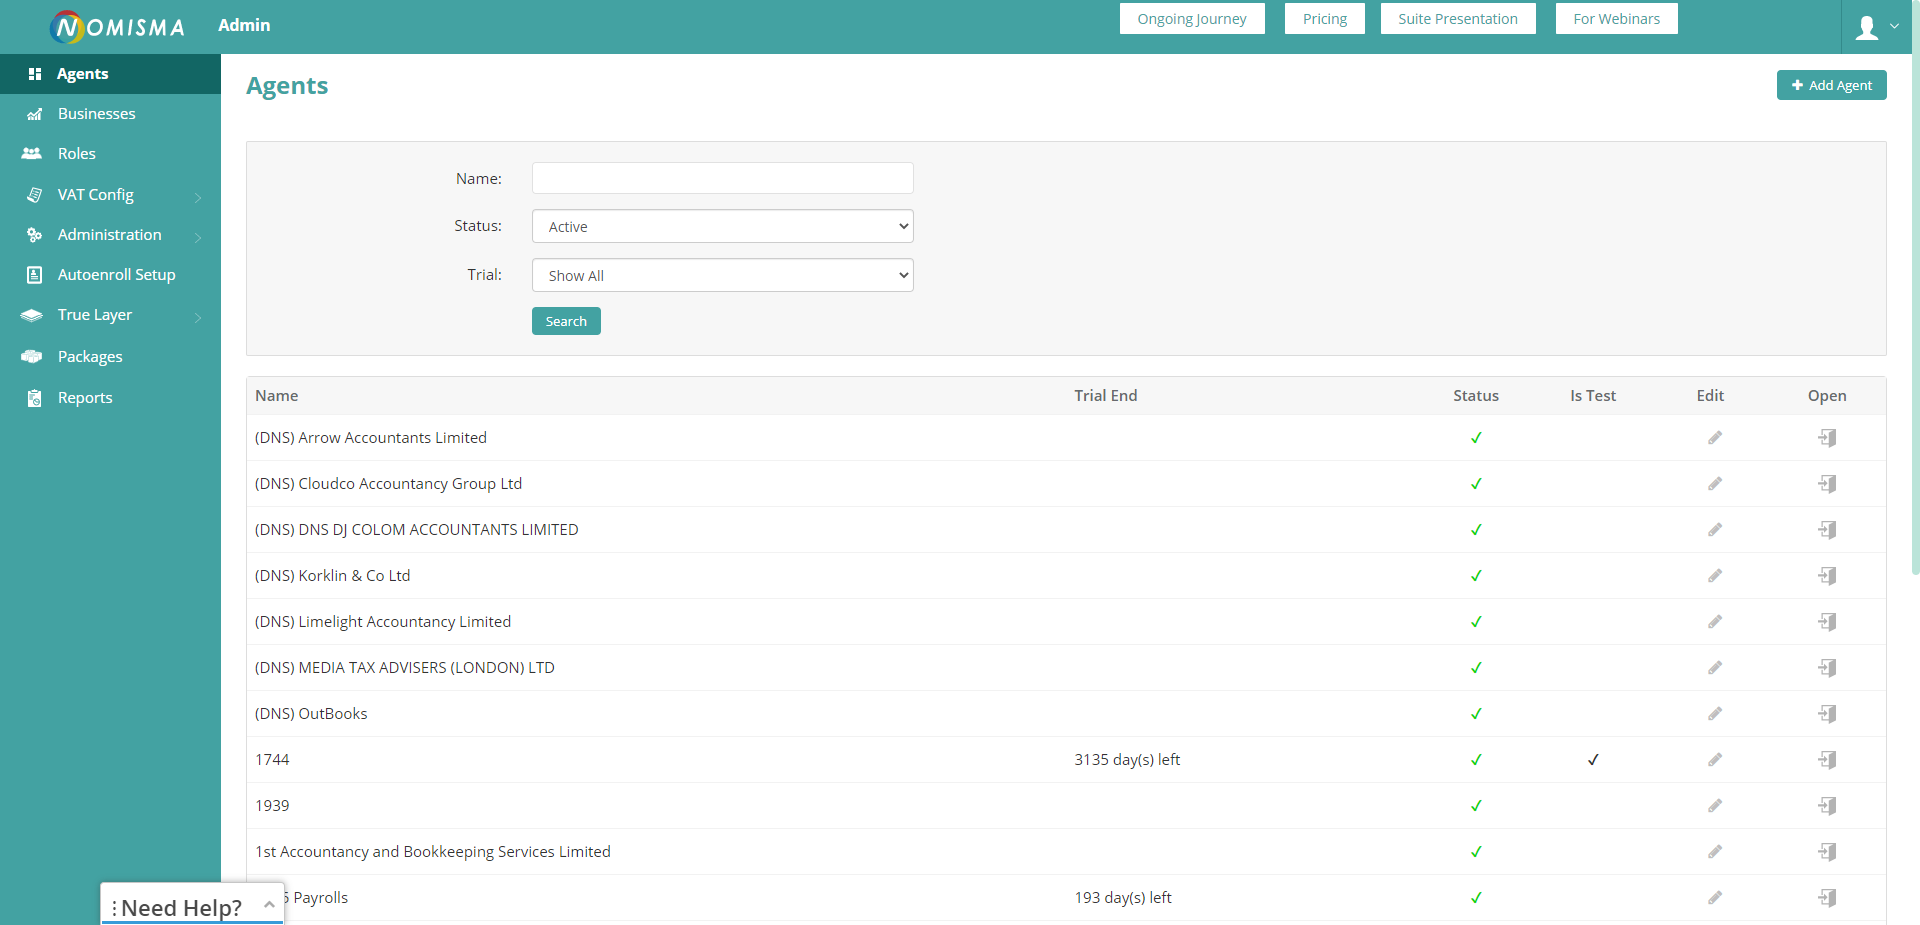 NOMISMA
Admin
Ongoing Journey
Pricing
Suite Presentation
For Webinars
Agents
Businesses
Roles
VAT Config
Administration
Autoenroll Setup
True Layer
Packages
Reports
Agents
Add Agent
Name:
Status: Active
Trial: Show All
Search
Name Trial End Status Is Test Edit Open
(DNS) Arrow Accountants Limited
(DNS) Cloudco Accountancy Group Ltd
(DNS) DNS DJ COLOM ACCOUNTANTS LIMITED
(DNS) Korklin & Co Ltd
(DNS) Limelight Accountancy Limited
(DNS) MEDIA TAX ADVISERS (LONDON) LTD
(DNS) OutBooks
1744 3135 day(s) left
1939
1st Accountancy and Bookkeeping Services Limited
Payrolls 193 day(s) left
Need Help?